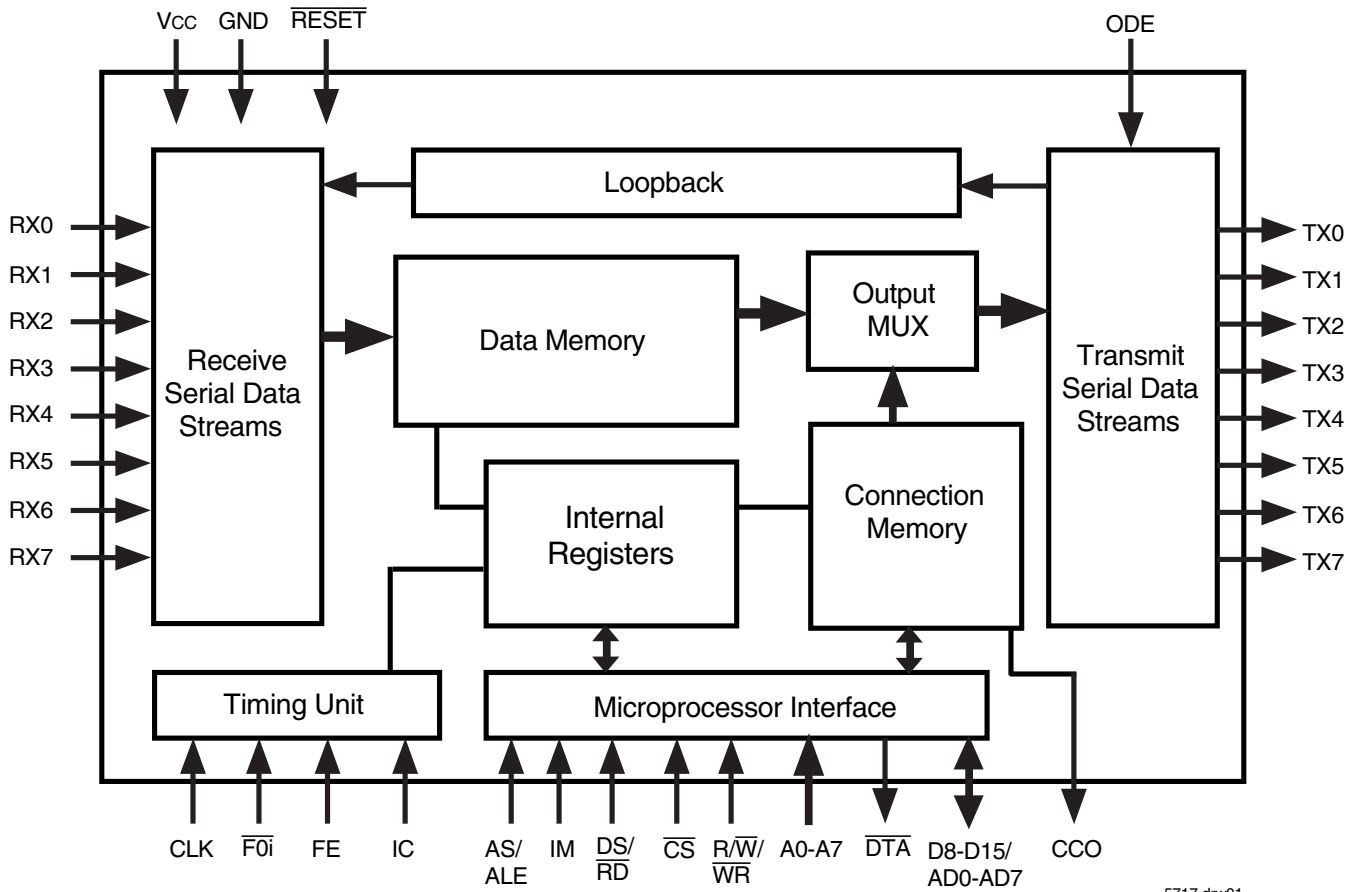 VCC GND RESET ODE
Loopback
RX0
RX1
RX2
RX3
RX4
RX5
RX6
RX7
Receive
Serial Data
Streams
Data Memory
Output
MUX
Transmit
Serial Data
Streams
TX0
TX1
TX2
TX3
TX4
TX5
TX6
TX7
Internal
Registers
Connection
Memory
Timing Unit
Microprocessor Interface
CLK
F0i
FE
IC
AS/
ALE
IM
DS/
RD
CS
R/W/
WR
A0-A7
DTA
D8-D15/
AD0-AD7
CCO